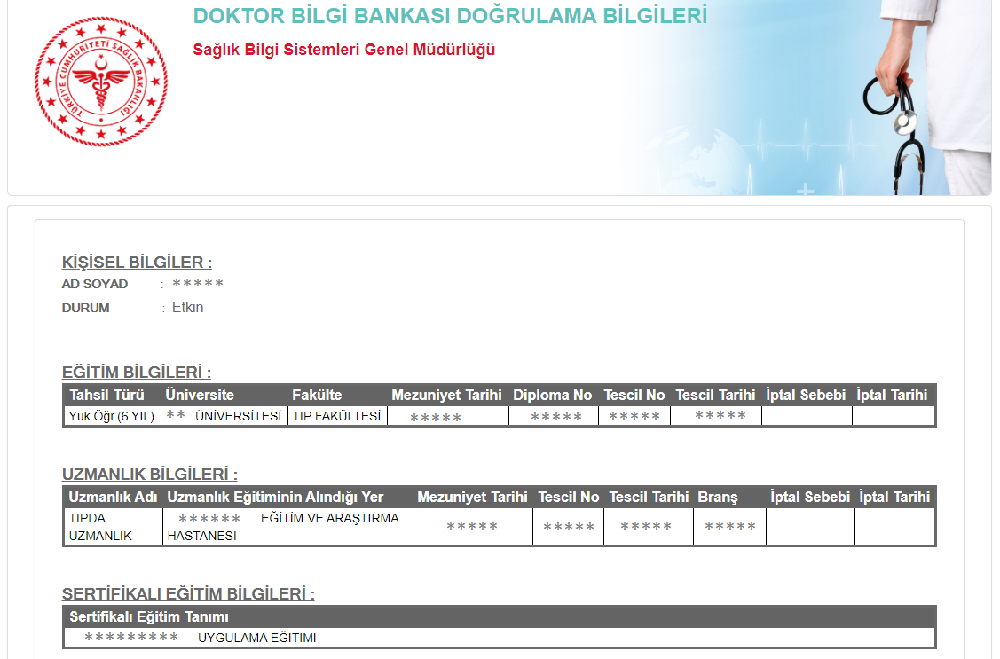 DOKTOR BİLGİ BANKASI DOĞRULAMA BİLGİLERİ
Sağlık Bilgi Sistemleri Genel Müdürlüğü
TÜRKİYE CUMHURİYETİ SAĞLIK BAKANLIĞI
KİŞİSEL BİLGİLER :
AD SOYAD : *****
DURUM : Etkin
EĞİTİM BİLGİLERİ :
Tahsil Türü Üniversite Fakülte Mezuniyet Tarihi Diploma No Tescil No Tescil Tarihi İptal Sebebi İptal Tarihi
Yük.Öğr.(6 YIL) ** ÜNİVERSİTESİ TIP FAKÜLTESİ ***** ***** ***** *****
UZMANLIK BİLGİLERİ :
Uzmanlık Adı Uzmanlık Eğitiminin Alındığı Yer Mezuniyet Tarihi Tescil No Tescil Tarihi Branş İptal Sebebi İptal Tarihi
TIPDA UZMANLIK ****** EĞİTİM VE ARAŞTIRMA HASTANESİ ***** ***** ***** *****
SERTİFİKALI EĞİTİM BİLGİLERİ :
Sertifikalı Eğitim Tanımı
********* UYGULAMA EĞİTİMİ